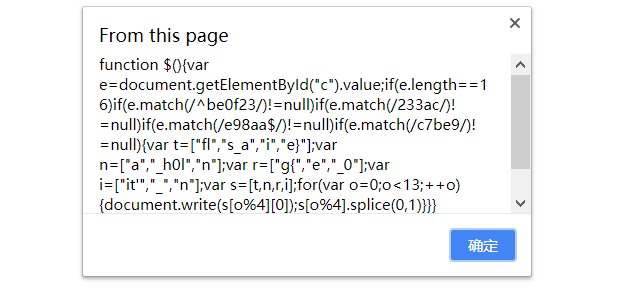 From this page
function $(){var
e=document.getElementById("c").value;if(e.length==1
6)if(e.match(/^be0f23/)!=null)if(e.match(/233ac/)!
=null)if(e.match(/e98aa$/)!=null)if(e.match(/c7be9/)!
=null){var t=["fl","s_a","i","e}"];var
n=["a","_h0l","n"];var r=["g{","e","_0"];var
i=["it'","_","n"];var s=[t,n,r,i];for(var o=0;o<13;++o)
{document.write(s[o%4][0]);s[o%4].splice(0,1)}}}
确定